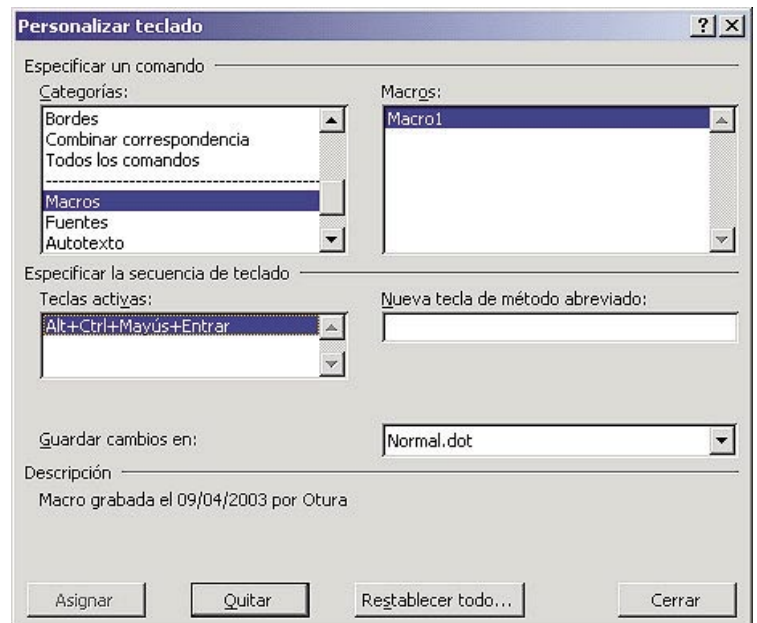 Personalizar teclado
Especificar un comando
Categorías:
Macros:
Bordes
Combinar correspondencia
Todos los comandos
Macros
Fuentes
Autotexto
Macro1
Especificar la secuencia de teclado
Teclas activas:
Nueva tecla de método abreviado:
Alt+Ctrl+Mayús+Entrar
Guardar cambios en:
Normal.dot
Descripción
Macro grabada el 09/04/2003 por Otura
Asignar
Quitar
Restablecer todo...
Cerrar